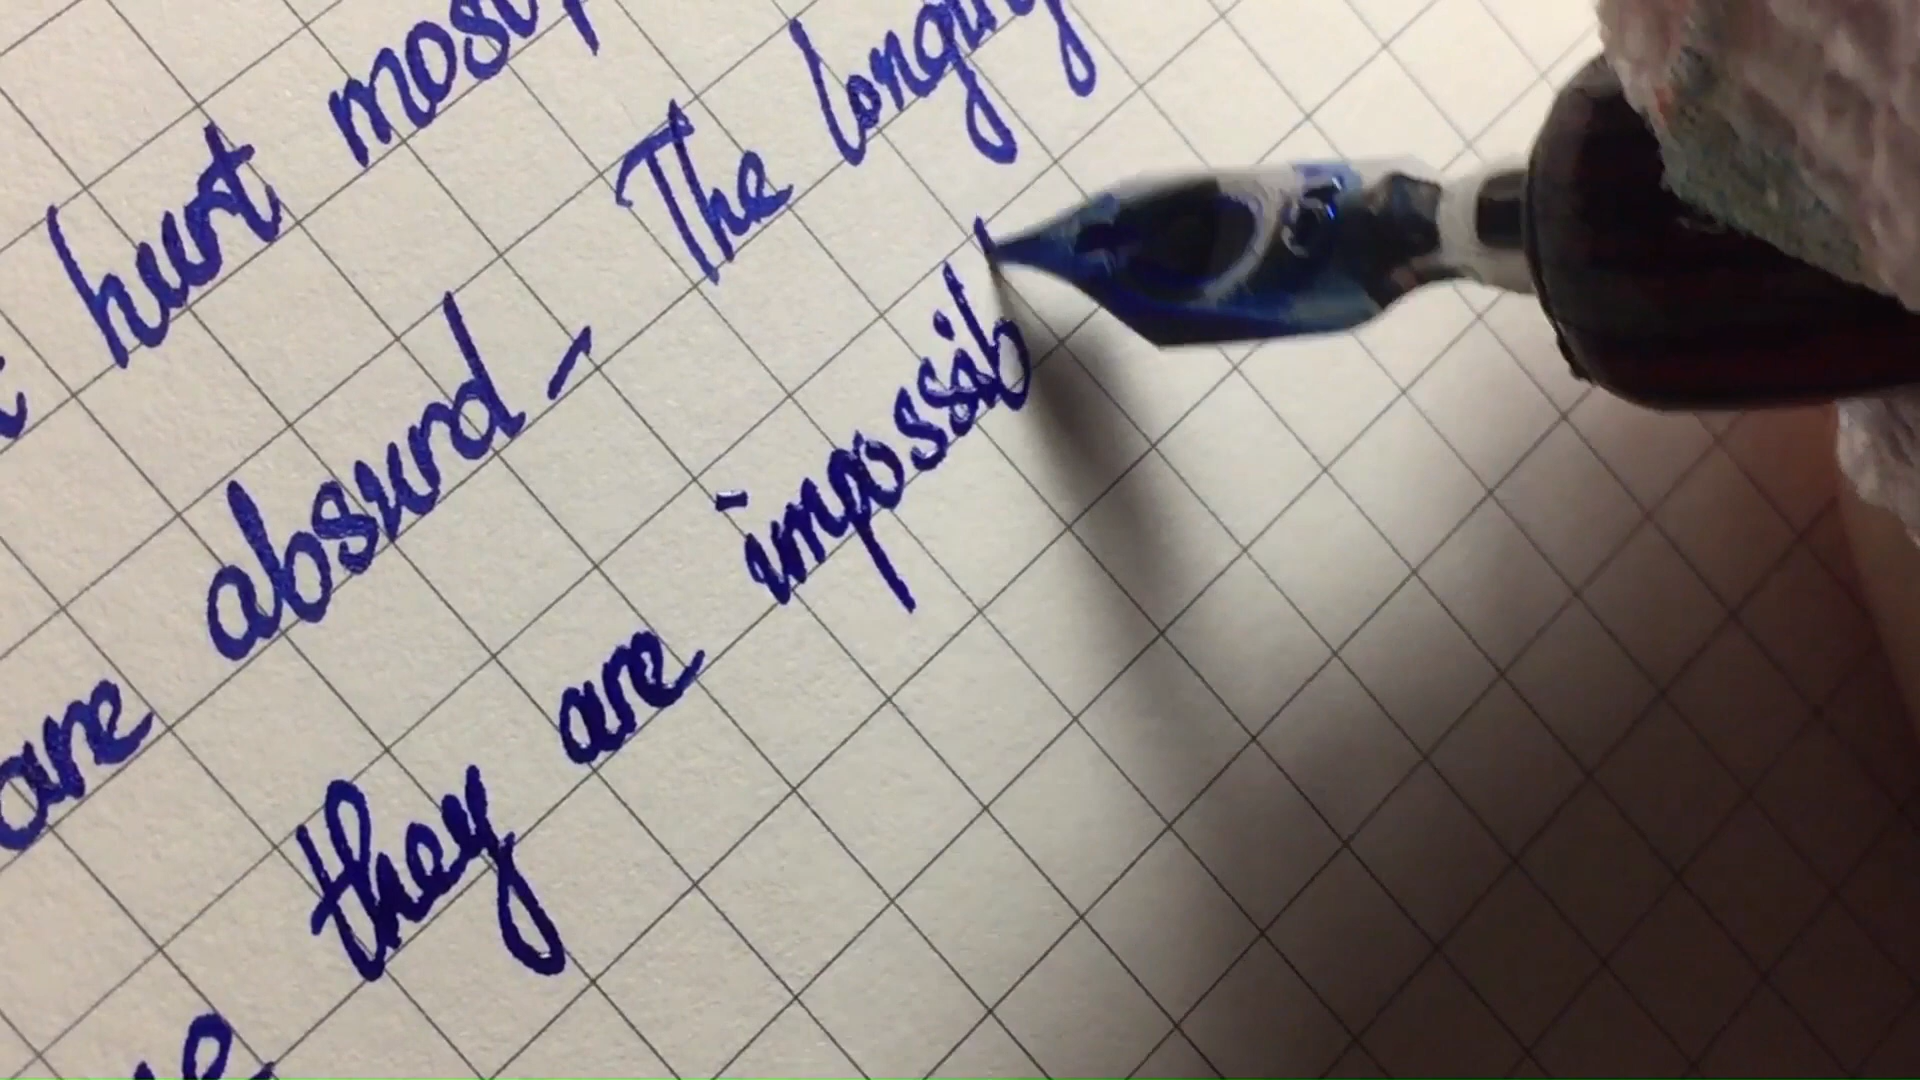 hurt most,
are absurd - The longing
they are impossib